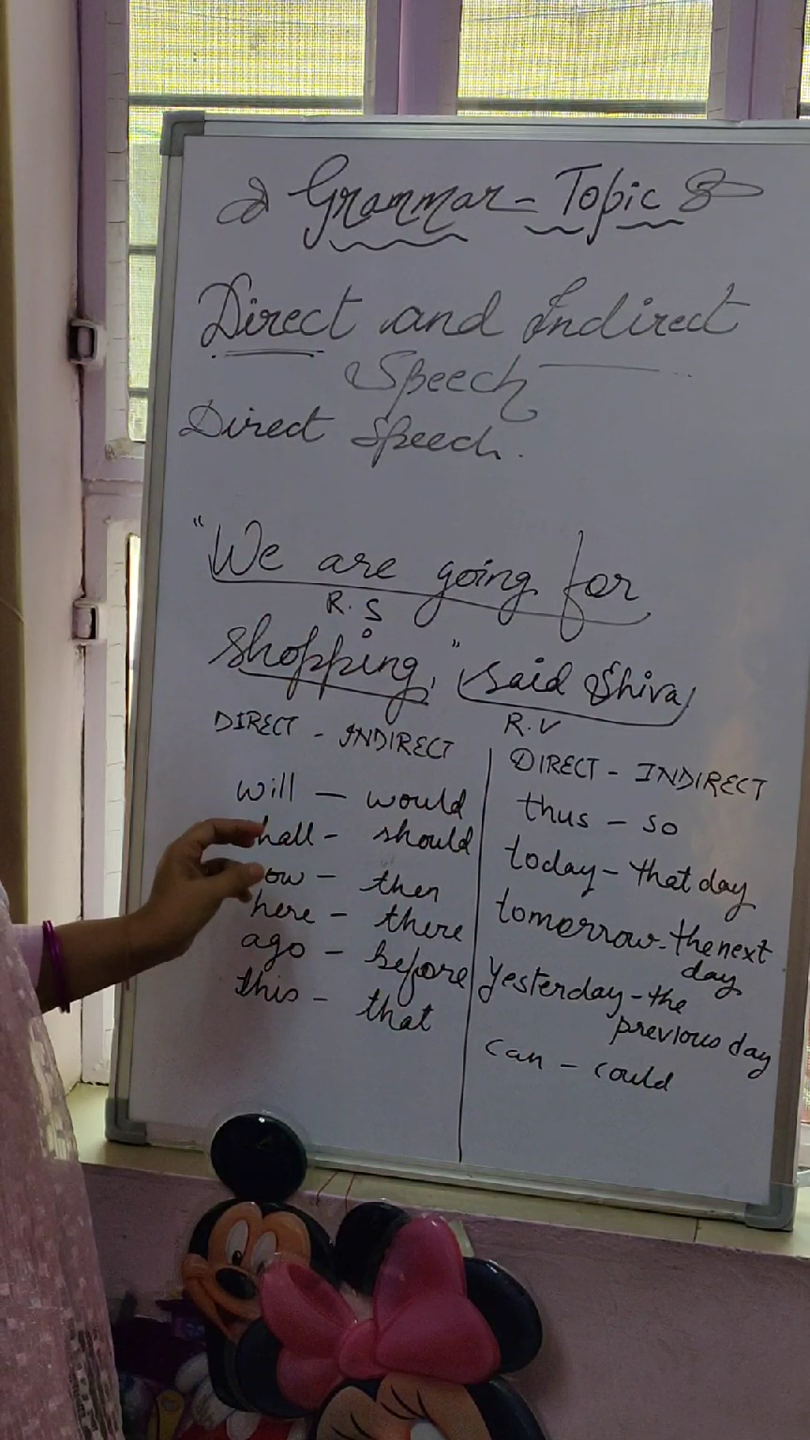 Grammar - Topic
Direct and Indirect
Speech
Direct Speech.
"We are going for
R. S
Shopping," said Shiva
R.V
DIRECT - INDIRECT
will - would
hall - should
ow - then
here - there
ago - before
this - that
DIRECT - INDIRECT
thus - so
today - that day
tomorrow - the next
day
yesterday - the
previous day
can - could